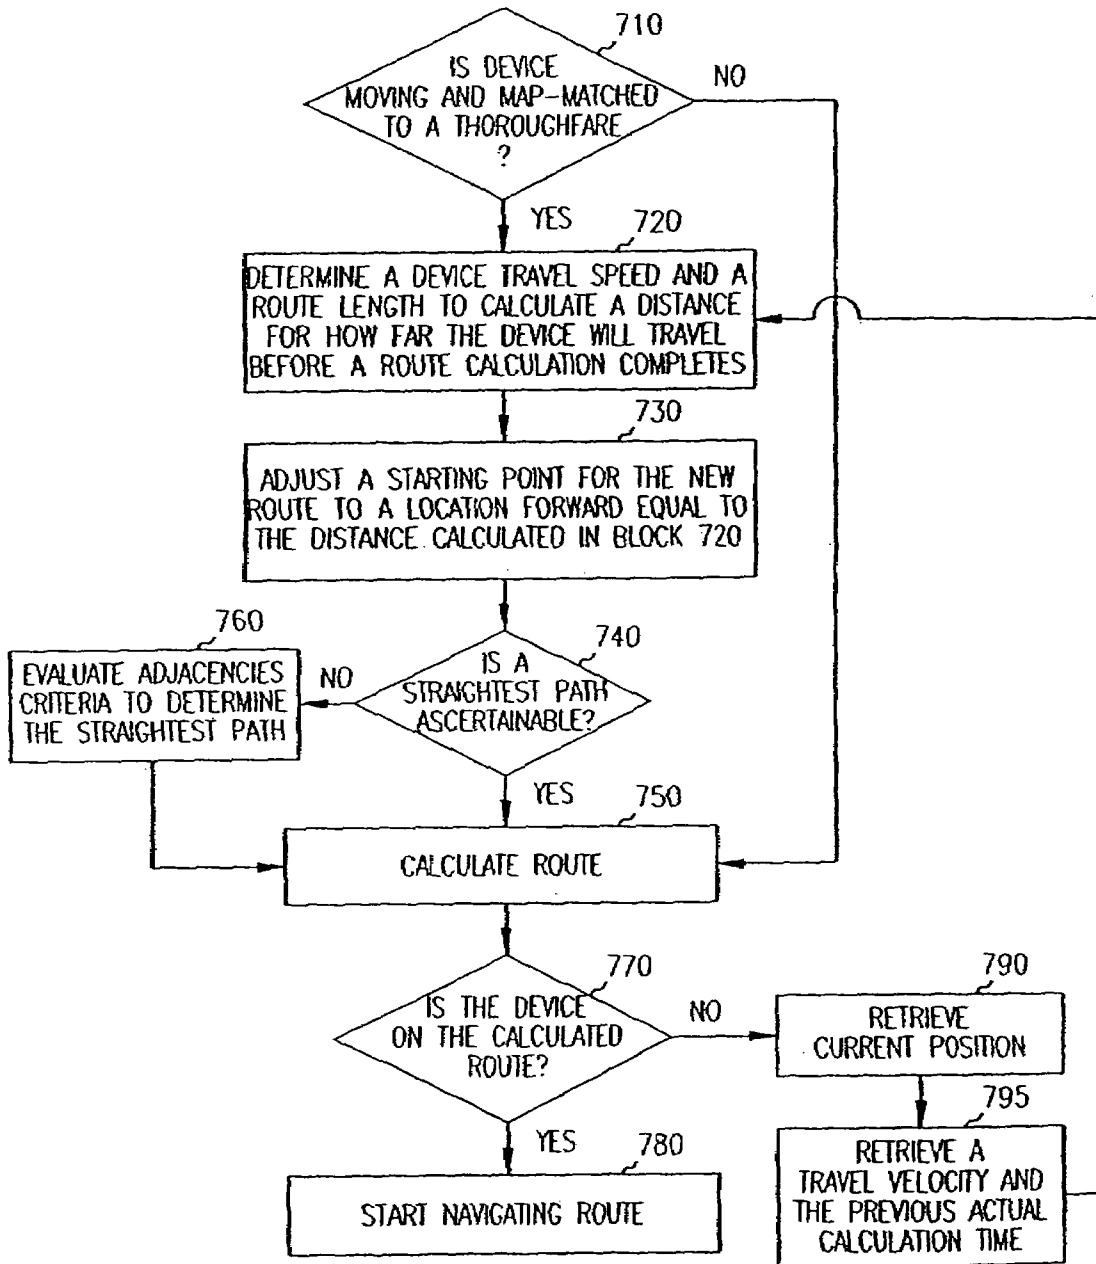 710
IS DEVICE
MOVING AND MAP-MATCHED
TO A THOROUGHFARE
?
NO
YES
720
DETERMINE A DEVICE TRAVEL SPEED AND A
ROUTE LENGTH TO CALCULATE A DISTANCE
FOR HOW FAR THE DEVICE WILL TRAVEL
BEFORE A ROUTE CALCULATION COMPLETES
730
ADJUST A STARTING POINT FOR THE NEW
ROUTE TO A LOCATION FORWARD EQUAL TO
THE DISTANCE CALCULATED IN BLOCK 720
740
IS A
STRAIGHTEST PATH
ASCERTAINABLE?
NO
760
EVALUATE ADJACENCIES
CRITERIA TO DETERMINE
THE STRAIGHTEST PATH
YES
750
CALCULATE ROUTE
770
IS THE DEVICE
ON THE CALCULATED
ROUTE?
NO
790
RETRIEVE
CURRENT POSITION
795
RETRIEVE A
TRAVEL VELOCITY AND
THE PREVIOUS ACTUAL
CALCULATION TIME
YES
780
START NAVIGATING ROUTE